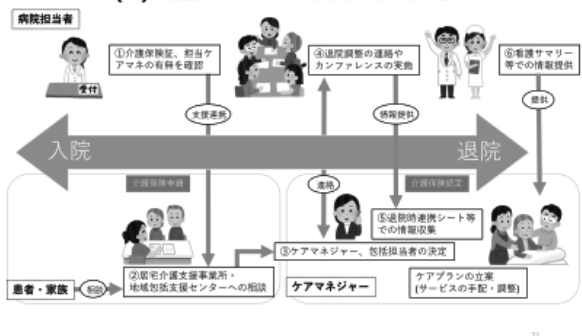 病院担当者
①介護保険証、担当ケ
アマネの有無を確認
④退院調整の連絡や
カンファレンスの実施
⑥看護サマリー
等での情報提供
受付
支援連携
情報提供
提供
入院
退院
介護保険申請
連絡
介護保険認定
⑤退院時連携シート等
での情報収集
③ケアマネジャー、包括担当者の決定
②居宅介護支援事業所・
地域包括支援センターへの相談
患者・家族
相談
ケアマネジャー
ケアプランの立案
(サービスの手配・調整)